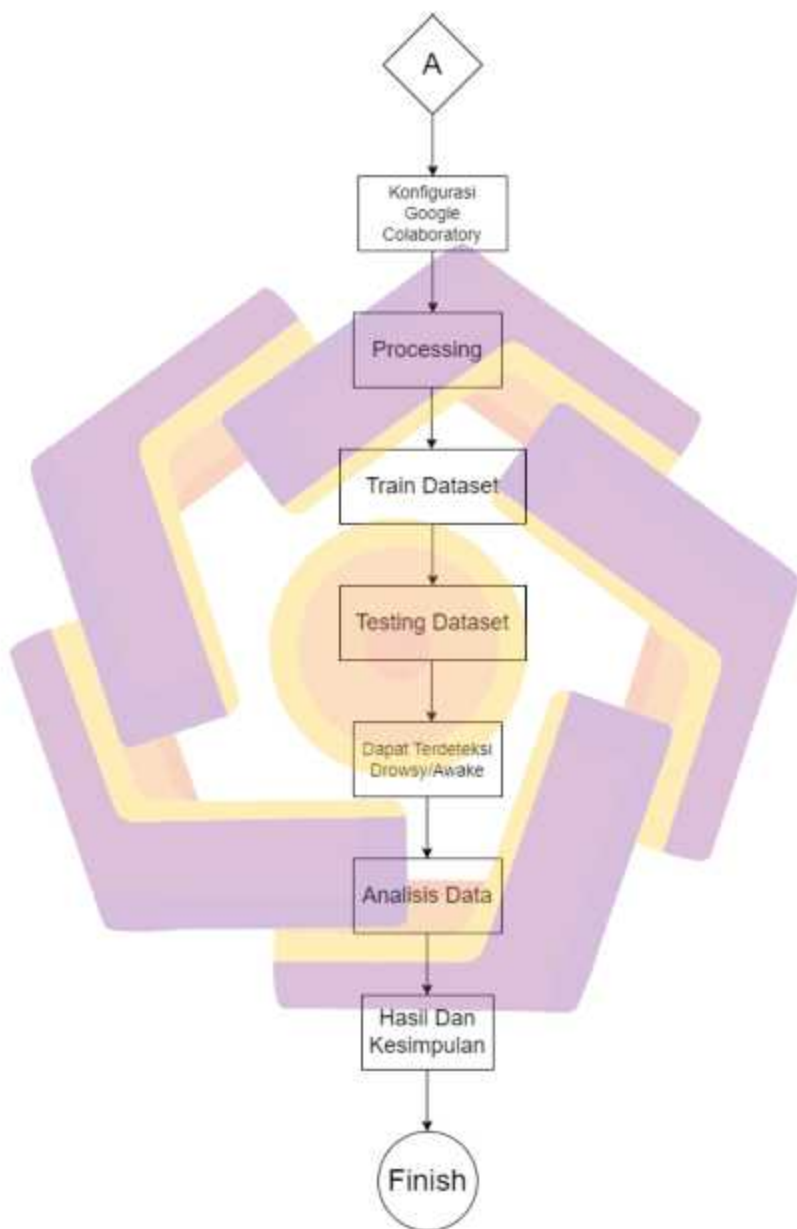 A
Konfigurasi
Google
Colaboratory
Processing
Train Dataset
Testing Dataset
Dapat Terdeteksi
Drowsy/Awake
Analisis Data
Hasil Dan
Kesimpulan
Finish